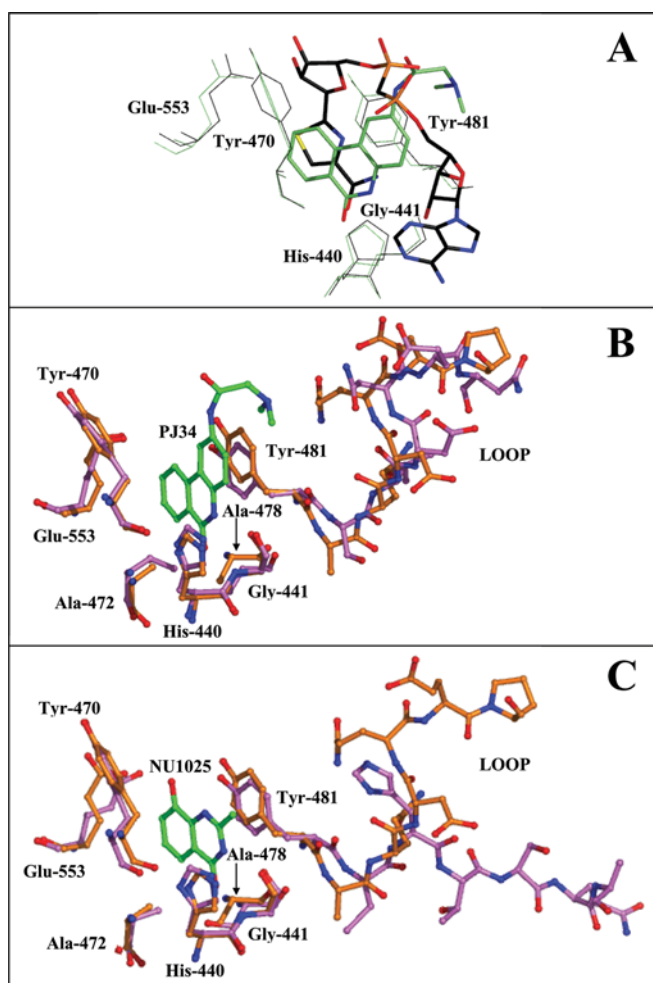 A
Glu-553
Tyr-470
Tyr-481
Gly-441
His-440
B
Tyr-470
PJ34
Tyr-481
LOOP
Glu-553
Ala-478
Ala-472
Gly-441
His-440
C
Tyr-470
NU1025
LOOP
Tyr-481
Glu-553
Ala-478
Ala-472
Gly-441
His-440